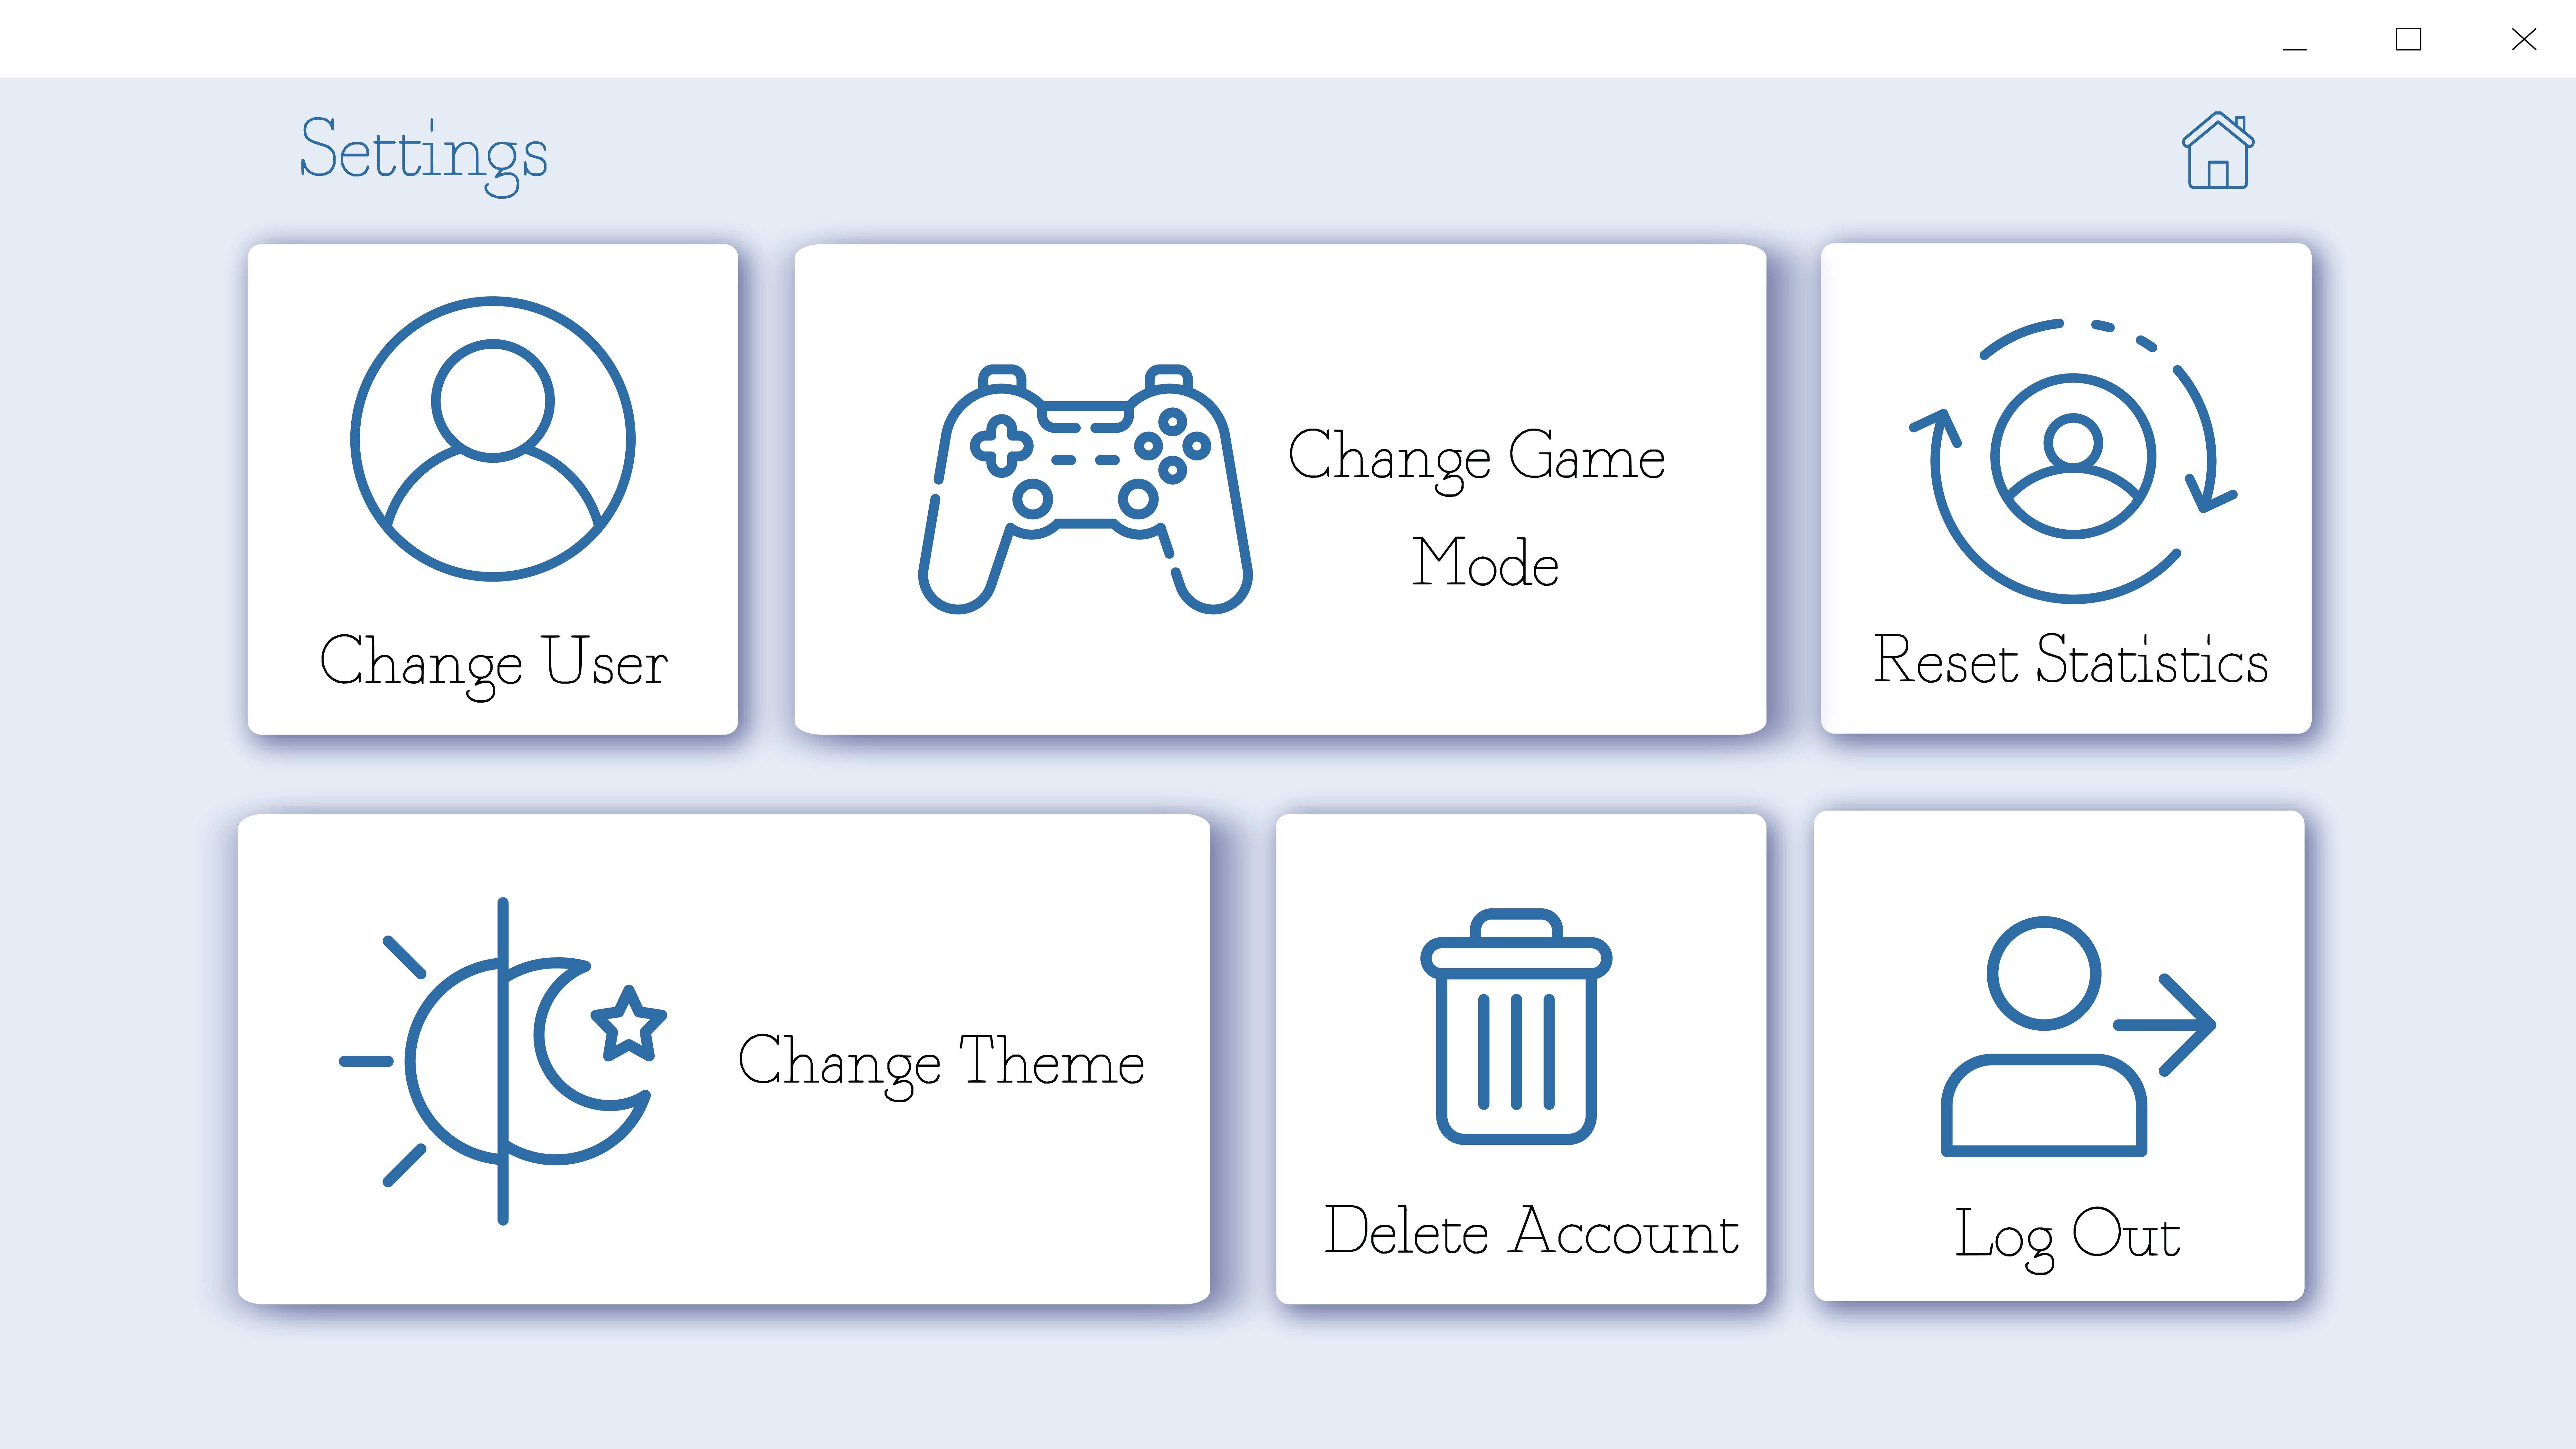 Settings
Change User
Change Game
Mode
Reset Statistics
Change Theme
Delete Account
Log Out